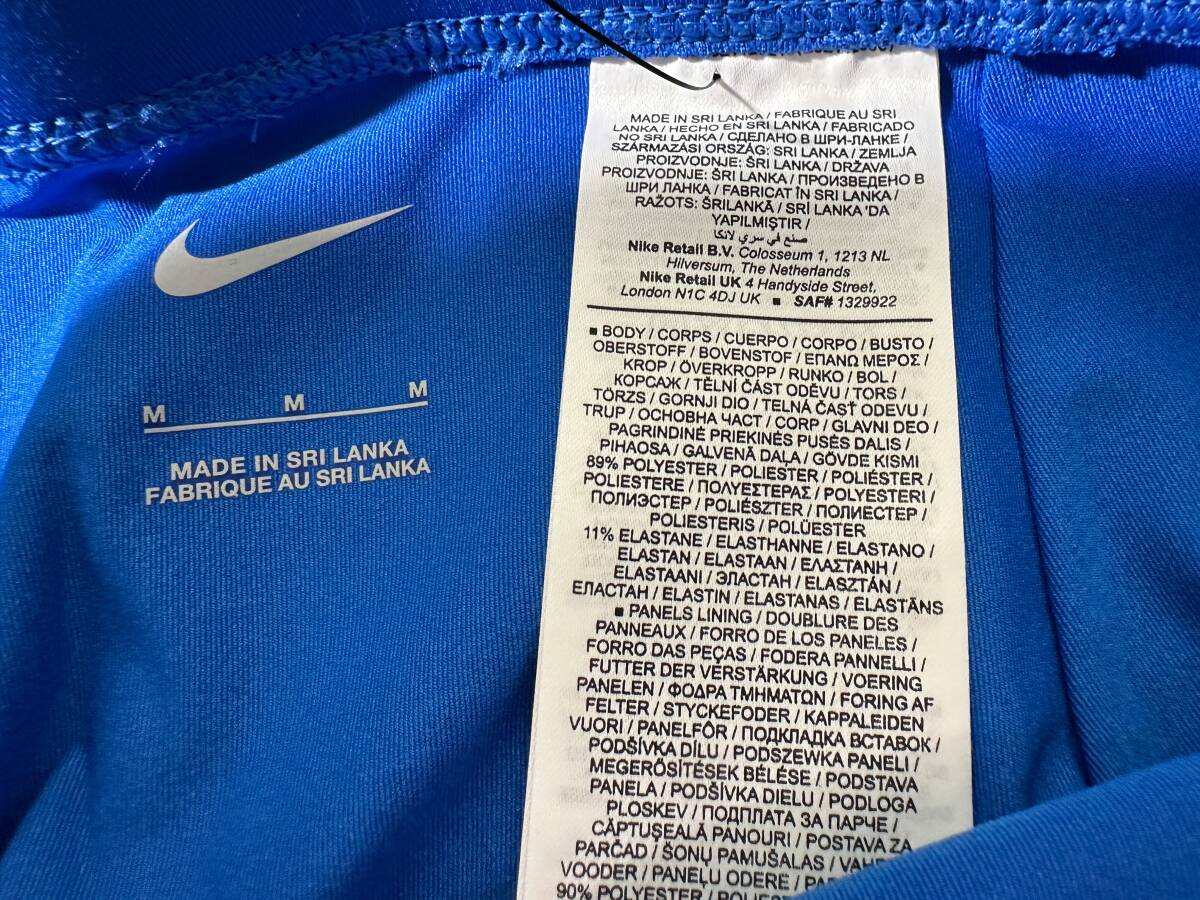 M M M
MADE IN SRI LANKA
FABRIQUE AU SRI LANKA
MADE IN SRI LANKA / FABRIQUE AU SRI
LANKA / HECHO EN SRI LANKA / FABRICADO
NO SRI LANKA / СДЕЛАНО В ШРИ-ЛАНКЕ /
SZÁRMAZÁSI ORSZÁG: SRI LANKA / ZEMLJA
PROIZVODNJE: ŠRI LANKA / DRŽAVA
PROIZVODNJE: ŠRI LANKA / ПРОИЗВЕДЕНО В
ШРИ ЛАНКА / FABRICAT ÎN SRI LANKA /
RAŽOTS: ŠRILANKĀ / SRİ LANKA 'DA
YAPILMIŞTIR /
صنع في سري لانكا
Nike Retail B.V. Colosseum 1, 1213 NL
Hilversum, The Netherlands
Nike Retail UK 4 Handyside Street,
London N1C 4DJ UK ■ SAF# 1329922
■ BODY / CORPS / CUERPO / CORPO / BUSTO /
OBERSTOFF / BOVENSTOF / ΕΠΑΝΩ ΜΕΡΟΣ /
KROP / ÖVERKROPP / RUNKO / BOL /
КОРСАЖ / TĚLNÍ ČÁST ODĚVU / TORS /
TÖRZS / GORNJI DIO / TELNÁ ČASŤ ODEVU /
TRUP / ОСНОВНА ЧАСТ / CORP / GLAVNI DEO /
PAGRINDINĖ PRIEKINĖS PUSĖS DALIS /
PIHAOSA / GALVENĀ DAĻA / GÖVDE KISMI
89% POLYESTER / POLIESTER / POLIÉSTER /
POLIESTERE / ΠΟΛΥΕΣΤΕΡΑΣ / POLYESTERI /
ПОЛИЭСТЕР / POLIÉSZTER / ПОЛИЕСТЕР /
POLIESTERIS / POLÜESTER
11% ELASTANE / ELASTHANNE / ELASTANO /
ELASTAN / ELASTAAN / ΕΛΑΣΤΑΝΗ /
ELASTAANI / ЭЛАСТАН / ELASZTÁN /
ЕЛАСТАН / ELASTIN / ELASTANAS / ELASTĀNS
■ PANELS LINING / DOUBLURE DES
PANNEAUX / FORRO DE LOS PANELES /
FORRO DAS PEÇAS / FODERA PANNELLI /
FUTTER DER VERSTÄRKUNG / VOERING
PANELEN / ΦΟΔΡΑ ΤΜΗΜΑΤΩΝ / FORING AF
FELTER / STYCKEFODER / KAPPALEIDEN
VUORI / PANELFÔR / ПОДКЛАДКА ВСТАВОК /
PODŠÍVKA DÍLU / PODSZEWKA PANELI /
MEGERŐSÍTÉSEK BÉLÉSE / PODSTAVA
PANELA / PODŠÍVKA DIELU / PODLOGA
PLOSKEV / ПОДПЛАТА ЗА ПАРЧЕ /
CĂPTUȘEALĂ PANOURI / POSTAVA ZA
PARČAD / ŠONŲ PAMUŠALAS /
VOODER / PANEĻU ODERE /
90% POLYESTER /